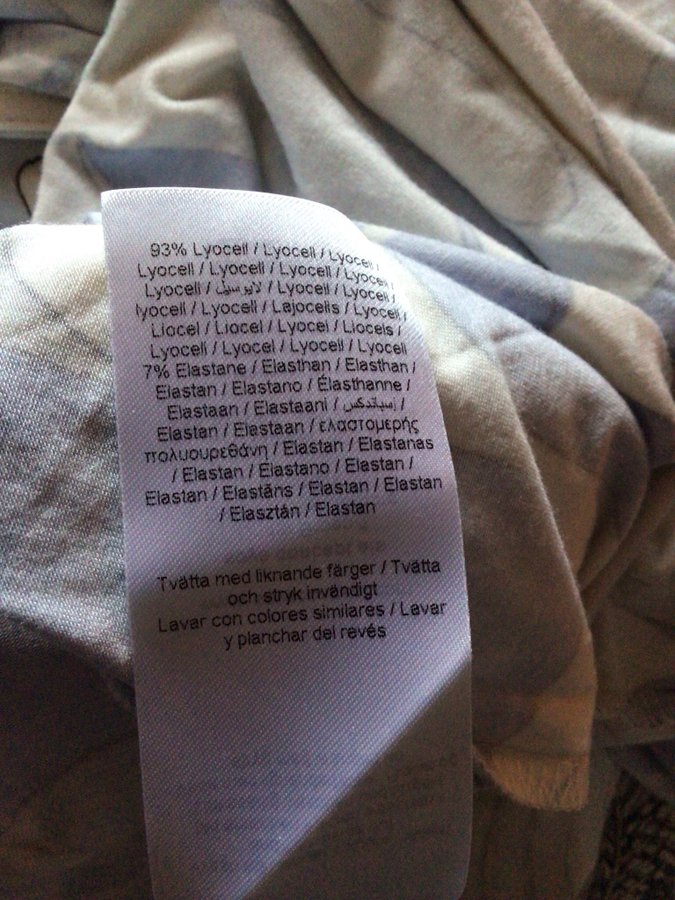 93% Lyocell / Lyocell / Lyocell /
Lyocell / Lyocell / Lyocell / Lyocell
Lyocell / لايوسيل / Lyocell / Lyocell /
lyocell / Lyocell / Lajocelis / Lyocell /
Liocel / Liocel / Lyocel / Liocels /
Lyocell / Lyocel / Lyocell / Lyocell
7% Elastane / Elasthan / Elasthan /
Elastan / Elastano / Élasthanne /
Elastaan / Elastaani / إسباندكس /
Elastan / Elastaan / ελαστομερής
πολυουρεθάνη / Elastan / Elastanas
/ Elastan / Elastano / Elastan /
Elastan / Elastāns / Elastan / Elastan
/ Elasztán / Elastan
Tvätta med liknande färger / Tvätta
och stryk invändigt
Lavar con colores similares / Lavar
y planchar del revés